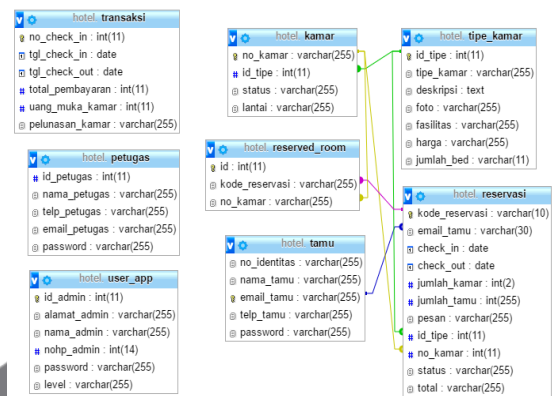 hotel transaksi
no_check_in : int(11)
tgl_check_in : date
tgl_check_out : date
total_pembayaran : int(11)
uang_muka_kamar : int(11)
pelunasan_kamar : varchar(255)
hotel petugas
id_petugas : int(11)
nama_petugas : varchar(255)
telp_petugas : varchar(255)
email_petugas : varchar(255)
password : varchar(255)
hotel user_app
id_admin : int(11)
alamat_admin : varchar(255)
nama_admin : varchar(255)
nohp_admin : int(14)
password : varchar(255)
level : varchar(255)
hotel kamar
no_kamar : varchar(255)
id_tipe : int(11)
status : varchar(255)
lantai : varchar(255)
hotel reserved_room
id : int(11)
kode_reservasi : varchar(255)
no_kamar : varchar(255)
hotel tamu
no_identitas : varchar(255)
nama_tamu : varchar(255)
email_tamu : varchar(255)
telp_tamu : varchar(255)
password : varchar(255)
hotel tipe_kamar
id_tipe : int(11)
tipe_kamar : varchar(255)
deskripsi : text
foto : varchar(255)
fasilitas : varchar(255)
harga : varchar(255)
jumlah_bed : varchar(11)
hotel reservasi
kode_reservasi : varchar(10)
email_tamu : varchar(30)
check_in : date
check_out : date
jumlah_kamar : int(2)
jumlah_tamu : int(255)
pesan : varchar(255)
id_tipe : int(11)
no_kamar : int(11)
status : varchar(255)
total : varchar(255)